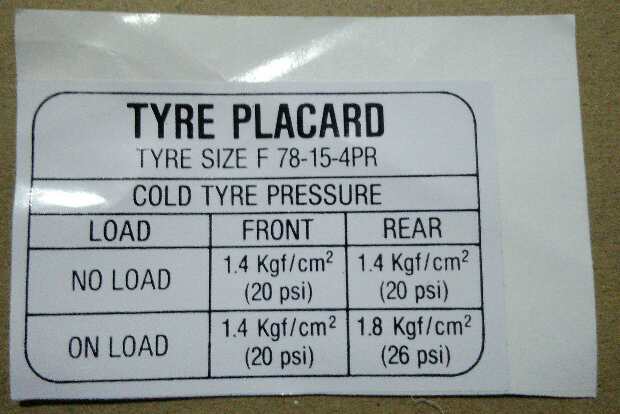 TYRE PLACARD
TYRE SIZE F 78-15-4PR
COLD TYRE PRESSURE
LOAD FRONT REAR
NO LOAD 1.4 Kgf/cm² (20 psi) 1.4 Kgf/cm² (20 psi)
ON LOAD 1.4 Kgf/cm² (20 psi) 1.8 Kgf/cm² (26 psi)